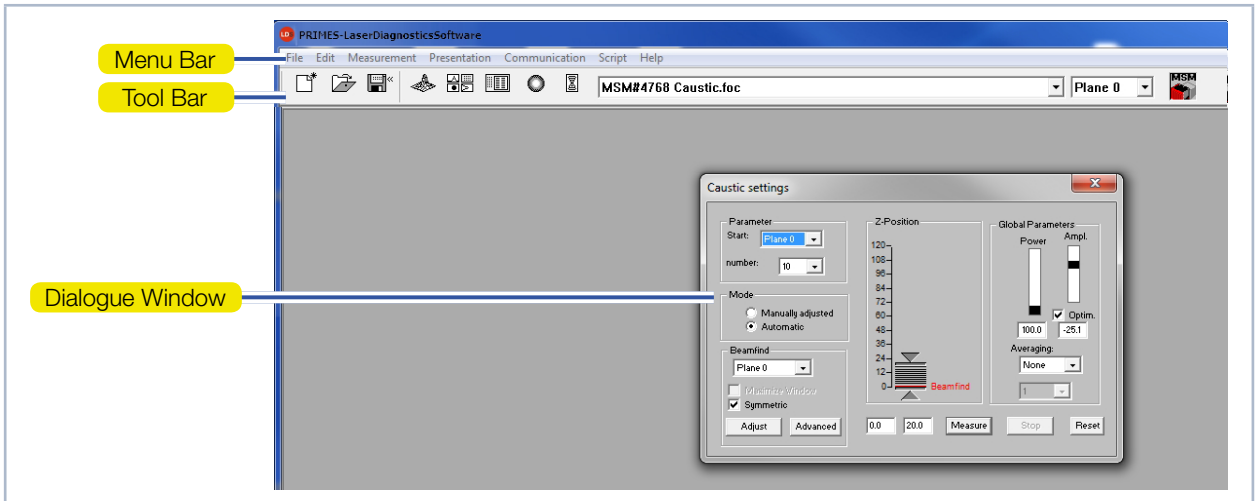 LD PRIMES-LaserDiagnosticsSoftware
Menu Bar
File Edit Measurement Presentation Communication Script Help
Tool Bar
MSM#4768 Caustic.foc Plane 0 MSM
Caustic settings
Parameter
Start: Plane 0
number: 10
Mode
Manually adjusted
Automatic
Beamfind
Plane 0
Maximize Window
Symmetric
Adjust Advanced
Z-Position
120
108
96
84
72
60
48
36
24
12
0 Beamfind
0.0 20.0 Measure Stop Reset
Global Parameters
Power Ampl.
Optim.
100.0 -25.1
Averaging:
None
1
Dialogue Window